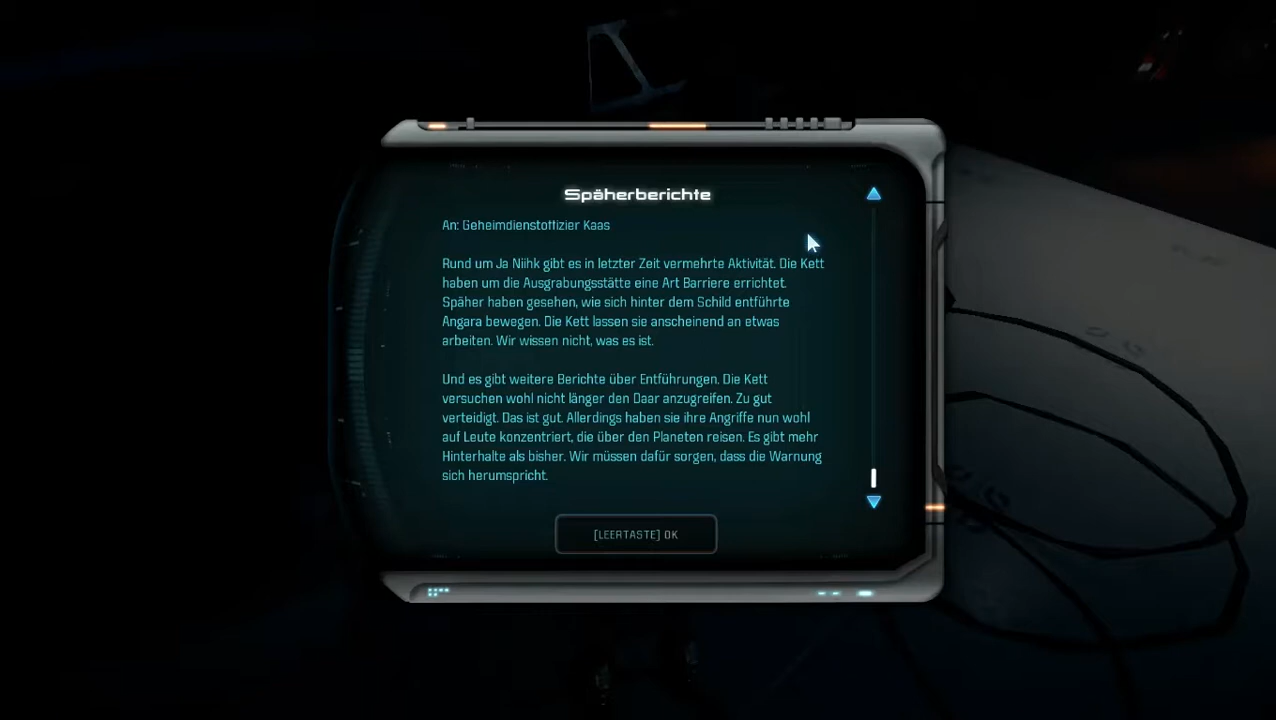 Späherberichte
An: Geheimdienstoffizier Kaas
Rund um Ja Niihk gibt es in letzter Zeit vermehrte Aktivität. Die Kett
haben um die Ausgrabungsstätte eine Art Barriere errichtet.
Späher haben gesehen, wie sich hinter dem Schild entführte
Angara bewegen. Die Kett lassen sie anscheinend an etwas
arbeiten. Wir wissen nicht, was es ist.
Und es gibt weitere Berichte über Entführungen. Die Kett
versuchen wohl nicht länger den Daar anzugreifen. Zu gut
verteidigt. Das ist gut. Allerdings haben sie ihre Angriffe nun wohl
auf Leute konzentriert, die über den Planeten reisen. Es gibt mehr
Hinterhalte als bisher. Wir müssen dafür sorgen, dass die Warnung
sich herumspricht.
[LEERTASTE] OK